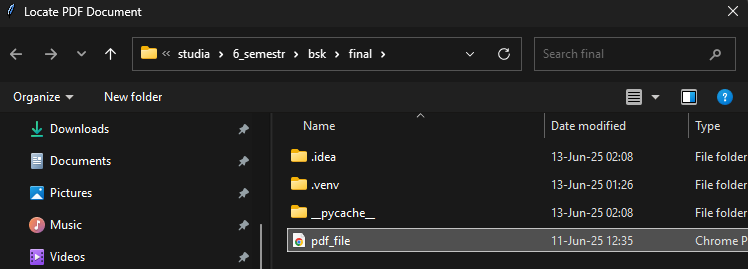 Locate PDF Document
« studia > 6_semestr > bsk > final >
Search final
Organize
New folder
Downloads
Documents
Pictures
Music
Videos
Name Date modified Type
.idea 13-Jun-25 02:08 File folder
.venv 13-Jun-25 01:26 File folder
__pycache__ 13-Jun-25 02:08 File folder
pdf_file 11-Jun-25 12:35 Chrome P